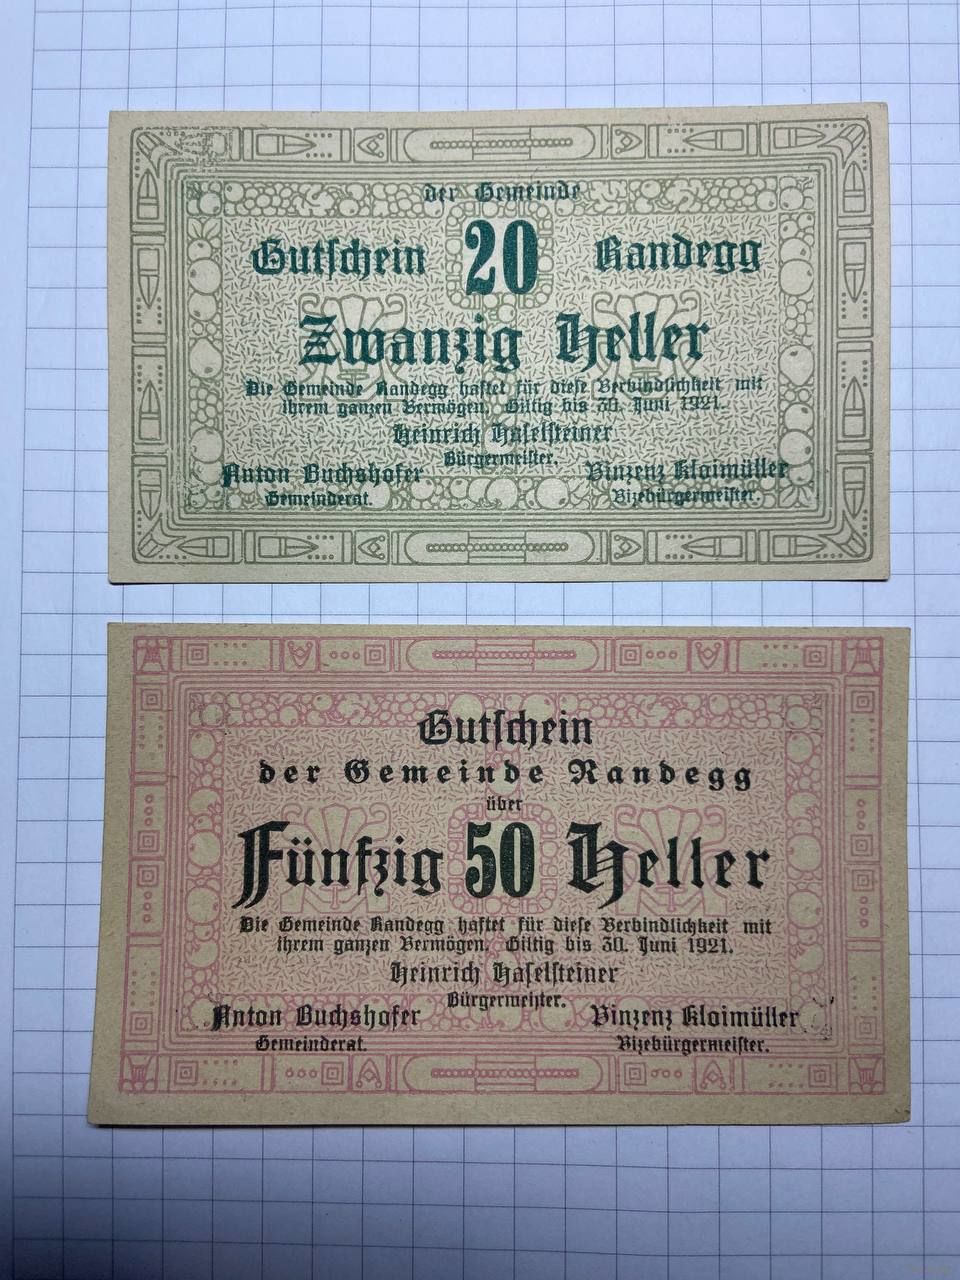 der Gemeinde
Gutschein 20 Randegg
Zwanzig Heller
Die Gemeinde Randegg haftet für diese Verbindlichkeit mit
ihrem ganzen Vermögen. Giltig bis 30. Juni 1921.
Heinrich Haselsteiner
Bürgermeister.
Anton Buchshofer Vinzenz Kloimüller
Gemeinderat. Vizebürgermeister.
Gutschein
der Gemeinde Randegg
über
Fünfzig 50 Heller
Die Gemeinde Randegg haftet für diese Verbindlichkeit mit
ihrem ganzen Vermögen. Giltig bis 30. Juni 1921.
Heinrich Haselsteiner
Bürgermeister.
Anton Buchshofer Vinzenz Kloimüller
Gemeinderat. Vizebürgermeister.